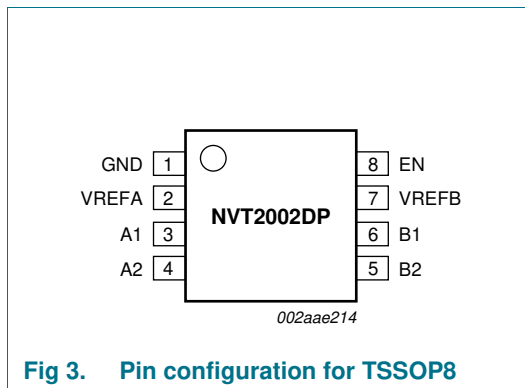 GND 1 8 EN
VREFA 2 7 VREFB
NVT2002DP
A1 3 6 B1
A2 4 5 B2
002aae214
Fig 3. Pin configuration for TSSOP8